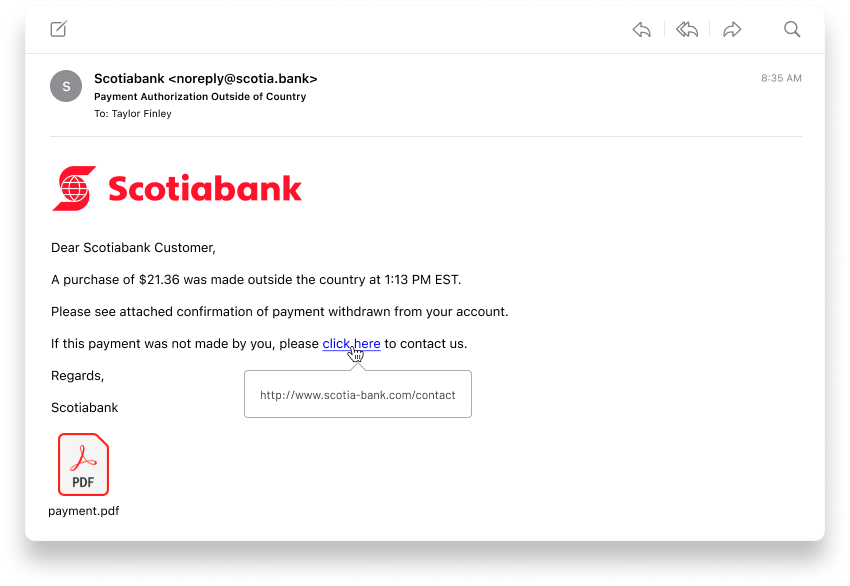 S
Scotiabank <noreply@scotia.bank>
8:35 AM
Payment Authorization Outside of Country
To: Taylor Finley
Scotiabank
Dear Scotiabank Customer,
A purchase of $21.36 was made outside the country at 1:13 PM EST.
Please see attached confirmation of payment withdrawn from your account.
If this payment was not made by you, please click here to contact us.
Regards,
http://www.scotia-bank.com/contact
Scotiabank
PDF
payment.pdf